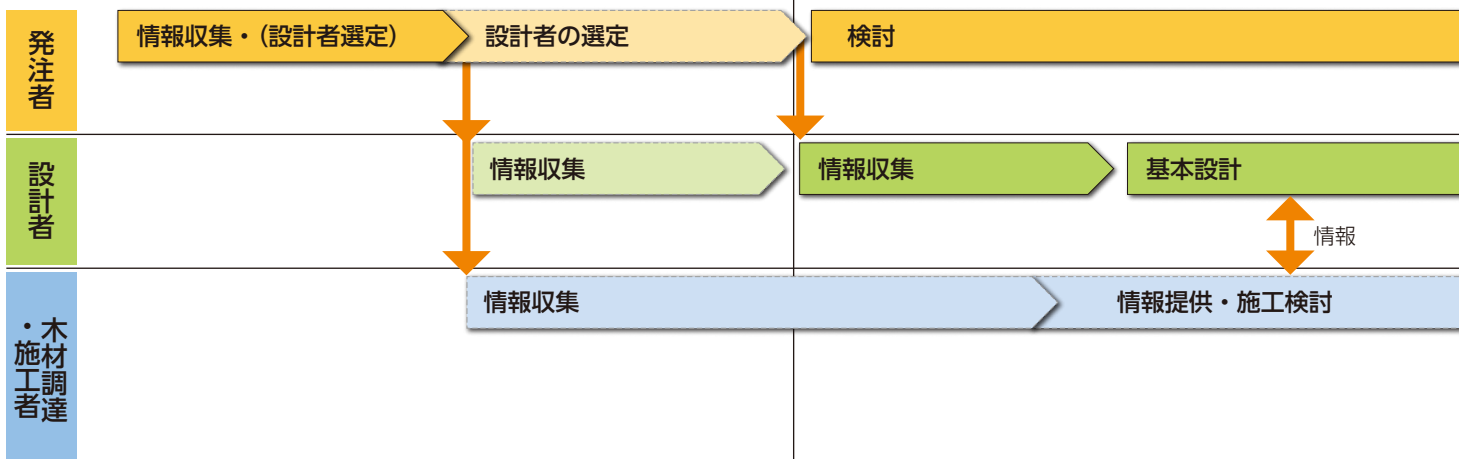 発注者
情報収集・（設計者選定）
設計者の選定
検討
設計者
情報収集
情報収集
基本設計
情報
木材調達
・施工者
情報収集
情報提供・施工検討